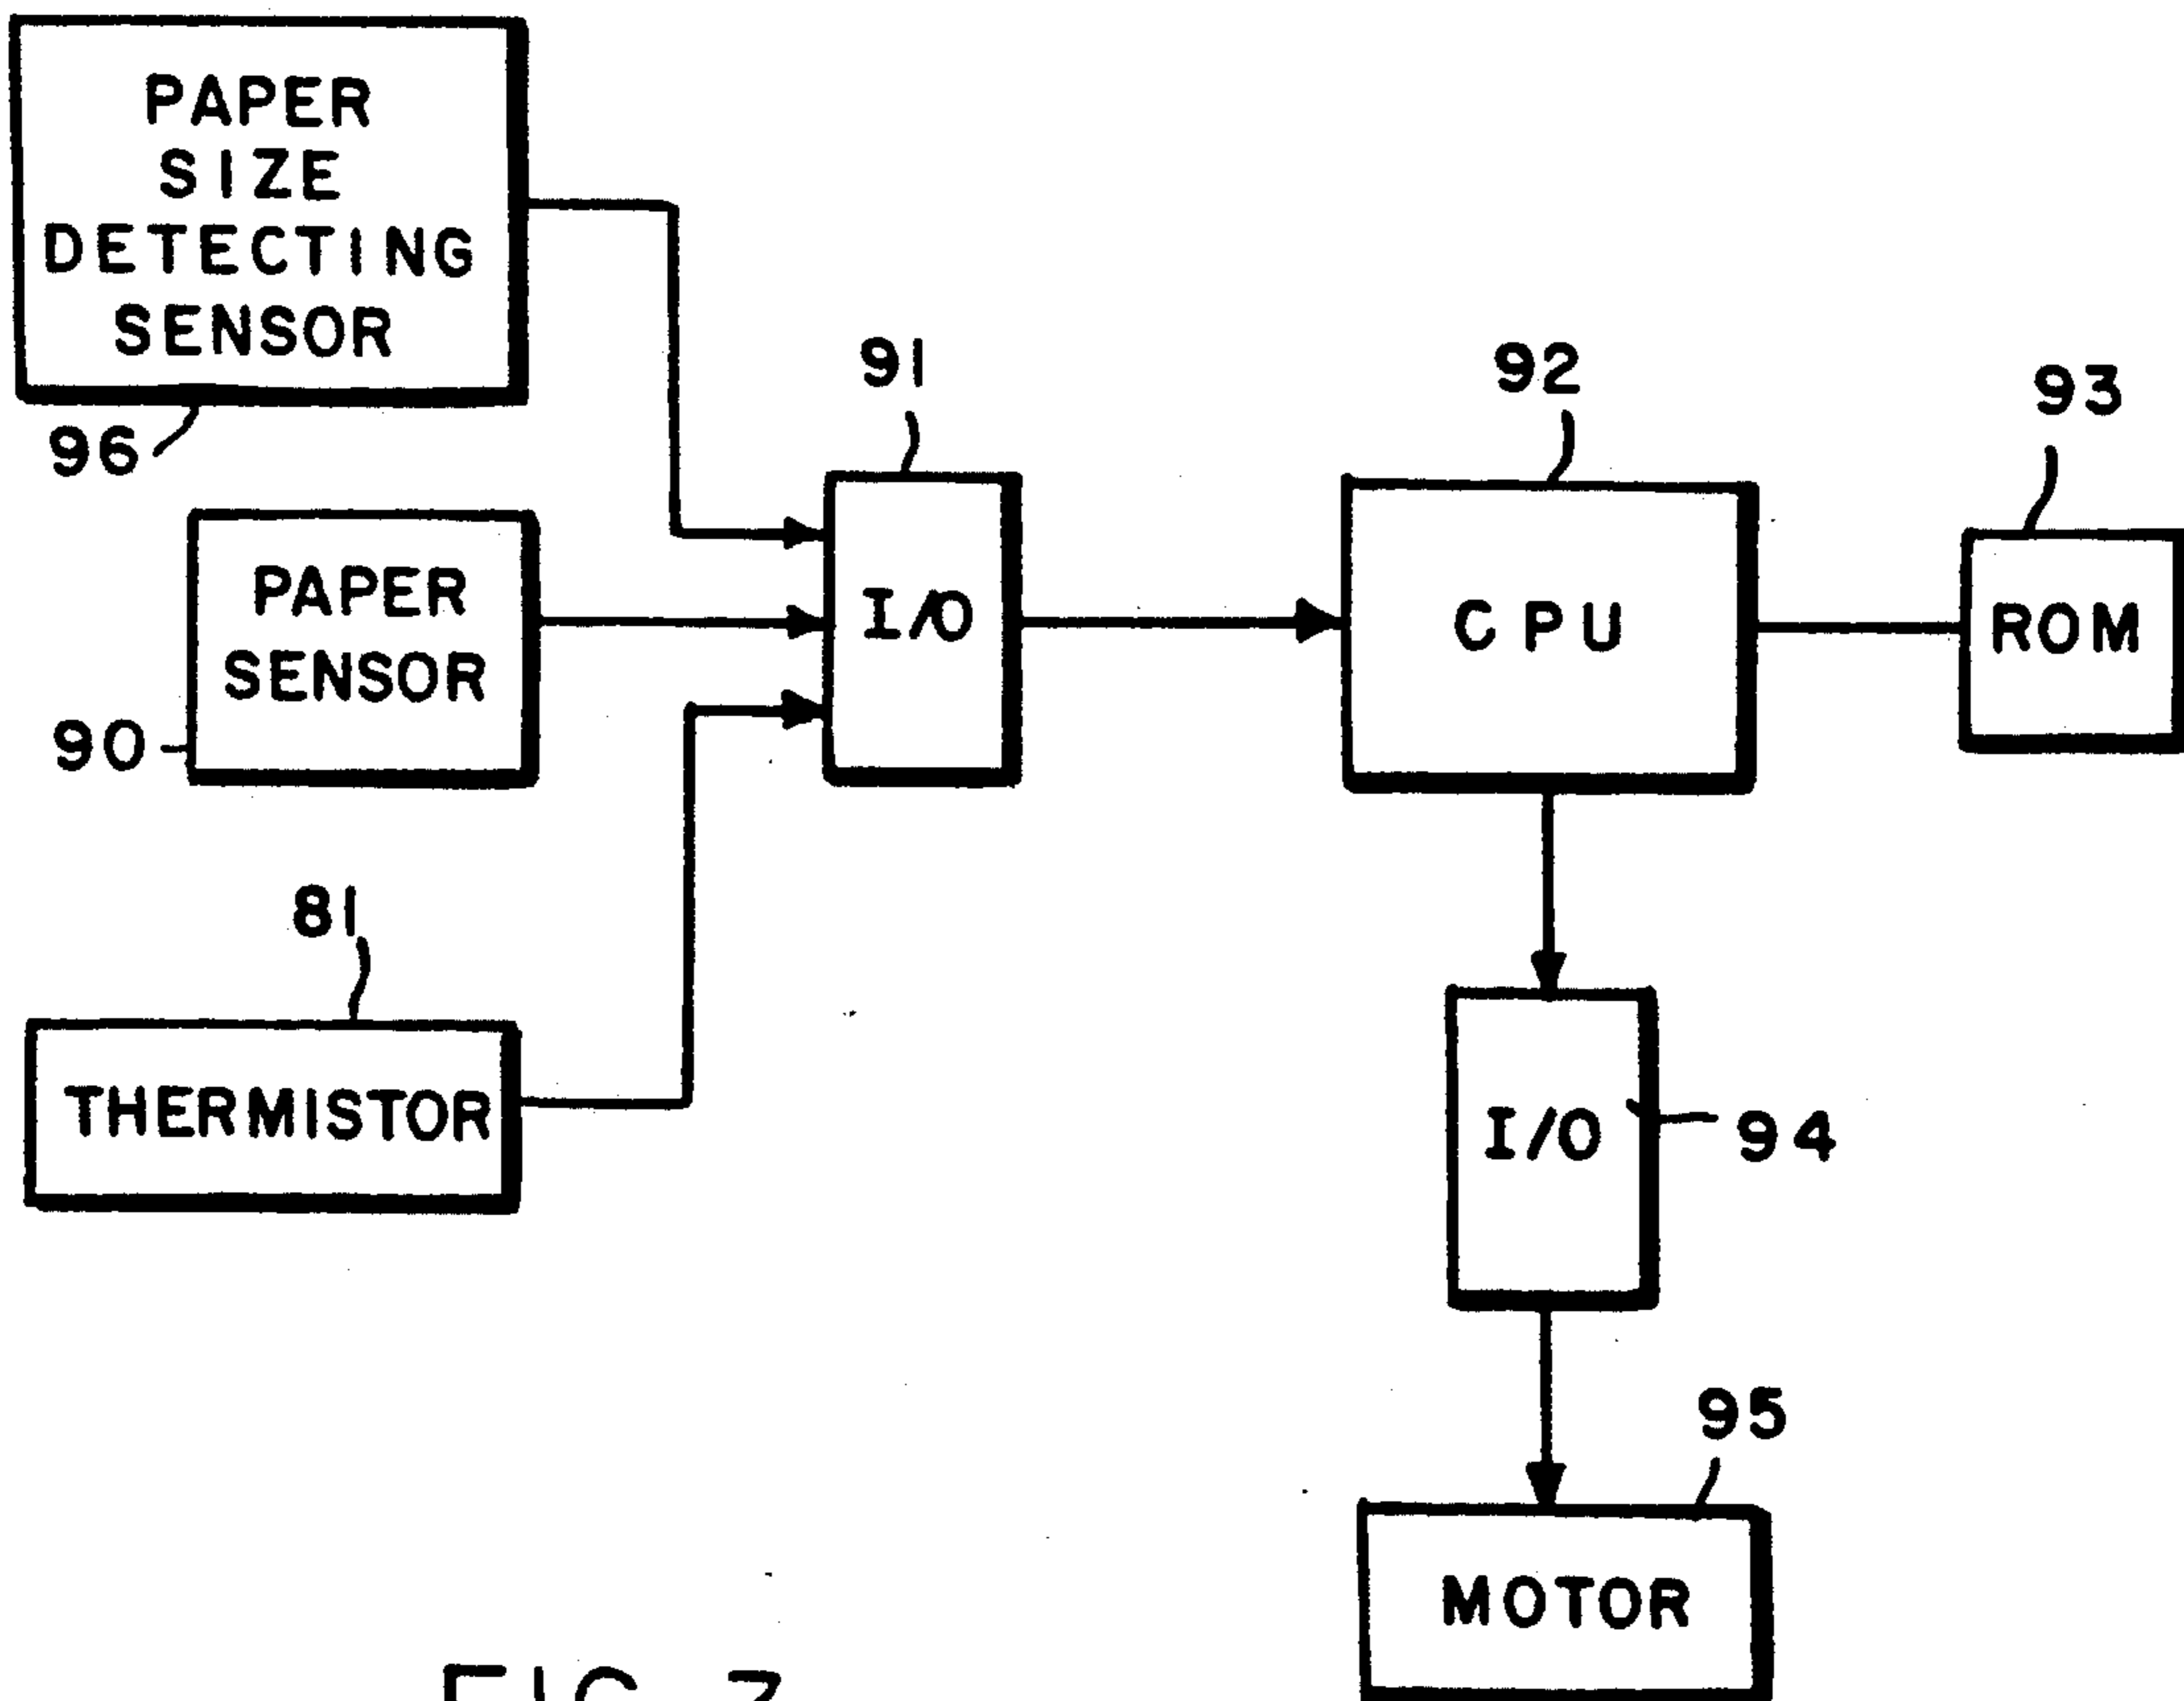 PAPER
SIZE
DETECTING
SENSOR
96
PAPER
SENSOR
90
81
THERMISTOR
91
I/O
92
CPU
93
ROM
I/O
94
95
MOTOR